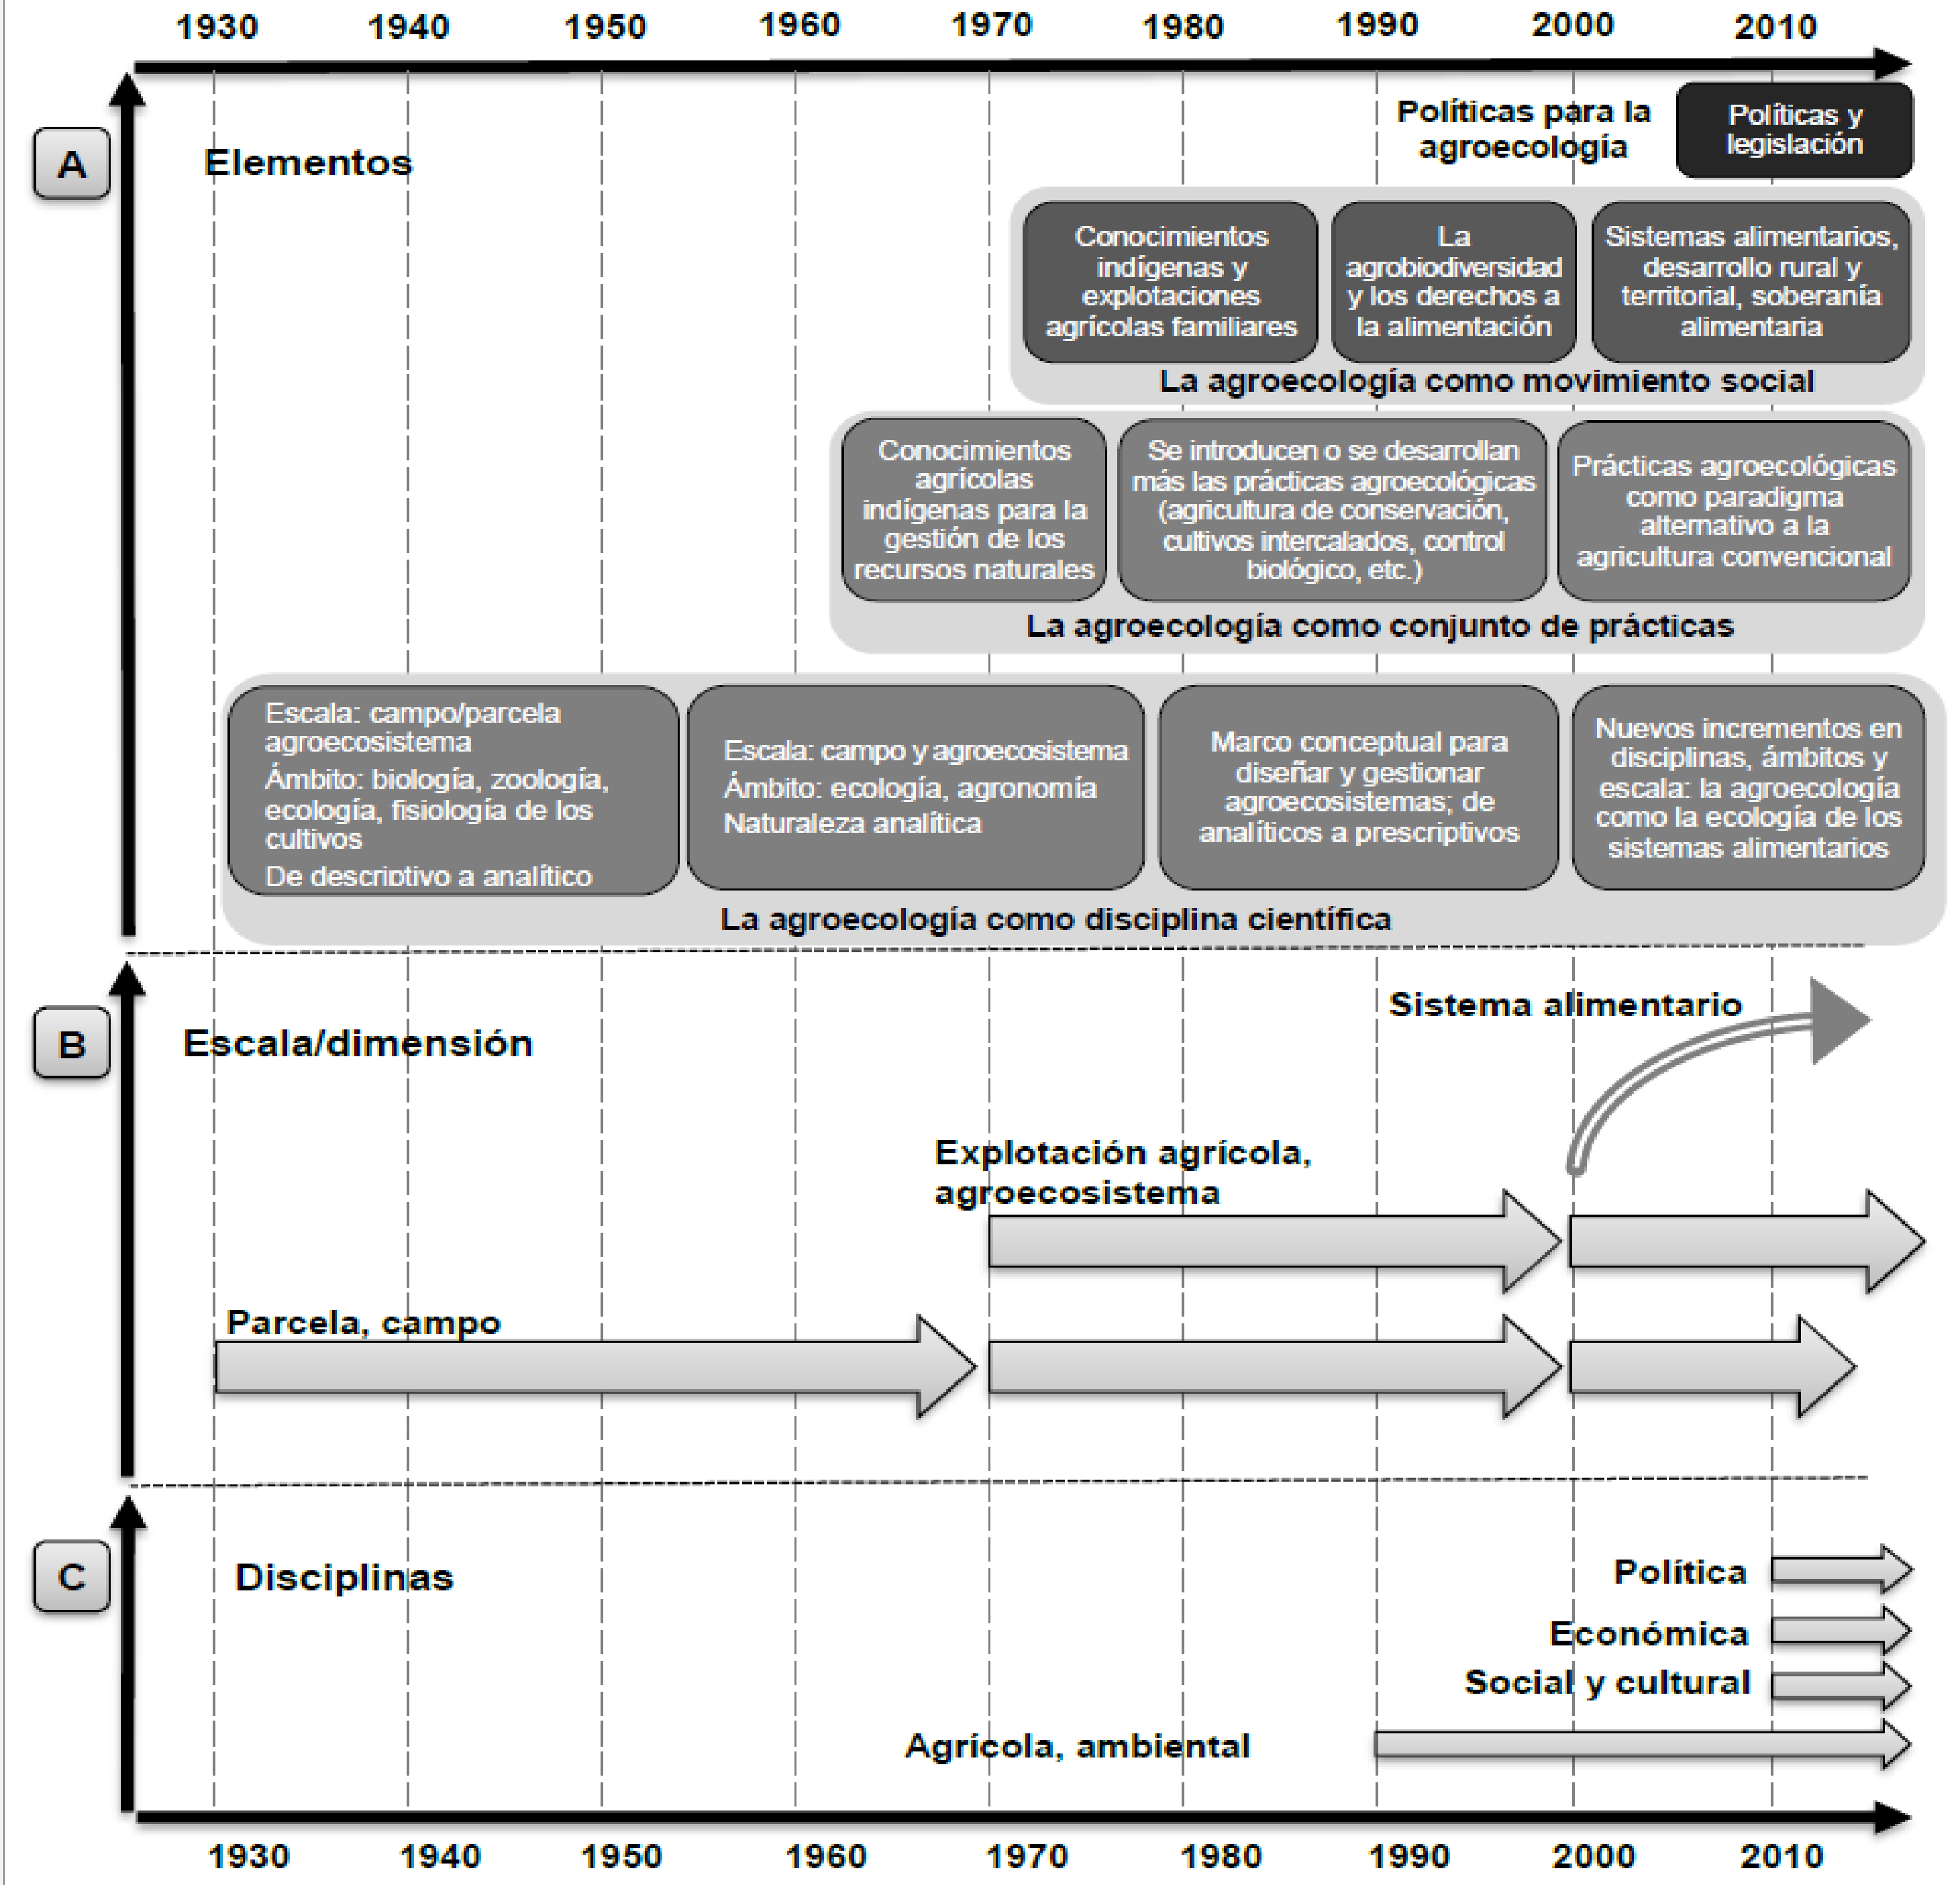 1930 1940 1950 1960 1970 1980 1990 2000 2010
A
Elementos
Políticas para la
agroecología
Políticas y
legislación
Conocimientos
indígenas y
explotaciones
agrícolas familiares
La
agrobiodiversidad
y los derechos a
la alimentación
Sistemas alimentarios,
desarrollo rural y
territorial, soberanía
alimentaria
La agroecología como movimiento social
Conocimientos
agrícolas
indígenas para la
gestión de los
recursos naturales
Se introducen o se desarrollan
más las prácticas agroecológicas
(agricultura de conservación,
cultivos intercalados, control
biológico, etc.)
Prácticas agroecológicas
como paradigma
alternativo a la
agricultura convencional
La agroecología como conjunto de prácticas
Escala: campo/parcela
agroecosistema
Ámbito: biología, zoología,
ecología, fisiología de los
cultivos
De descriptivo a analítico
Escala: campo y agroecosistema
Ámbito: ecología, agronomía
Naturaleza analítica
Marco conceptual para
diseñar y gestionar
agroecosistemas; de
analíticos a prescriptivos
Nuevos incrementos en
disciplinas, ámbitos y
escala: la agroecología
como la ecología de los
sistemas alimentarios
La agroecología como disciplina científica
B
Escala/dimensión
Sistema alimentario
Explotación agrícola,
agroecosistema
Parcela, campo
C
Disciplinas
Política
Económica
Social y cultural
Agrícola, ambiental
1930 1940 1950 1960 1970 1980 1990 2000 2010